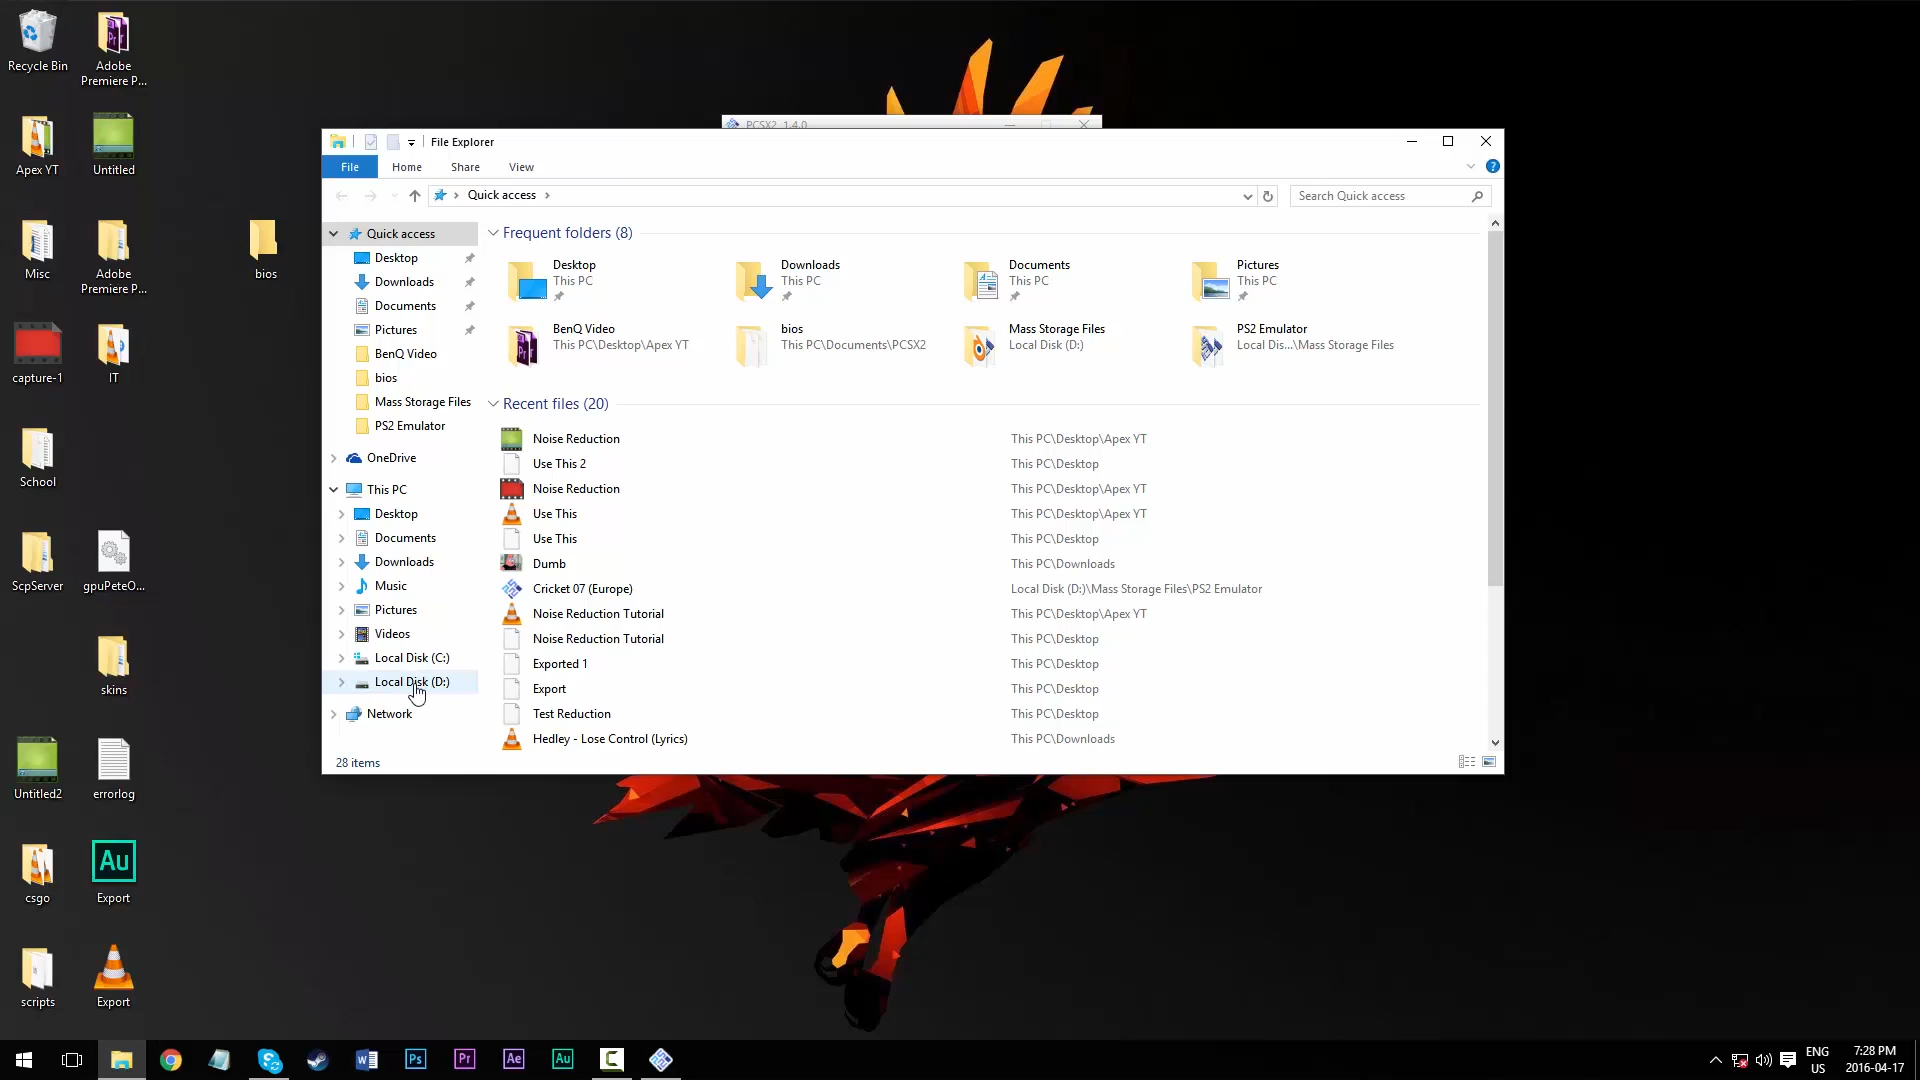 Recycle Bin
Adobe
Premiere P...
Apex YT
Untitled
Misc
Adobe
Premiere P...
bios
capture-1
IT
School
ScpServer
gpuPeteO...
skins
Untitled2
errorlog
csgo
Au
Export
scripts
Export
PCSX2 1.4.0
File Explorer
File
Home
Share
View
Quick access
Search Quick access
Quick access
Desktop
Downloads
Documents
Pictures
BenQ Video
bios
Mass Storage Files
PS2 Emulator
OneDrive
This PC
Desktop
Documents
Downloads
Music
Pictures
Videos
Local Disk (C:)
Local Disk (D:)
Network
Frequent folders (8)
Desktop
This PC
Downloads
This PC
Documents
This PC
Pictures
This PC
BenQ Video
This PC\Desktop\Apex YT
bios
This PC\Documents\PCSX2
Mass Storage Files
Local Disk (D:)
PS2 Emulator
Local Dis...\Mass Storage Files
Recent files (20)
Noise Reduction This PC\Desktop\Apex YT
Use This 2 This PC\Desktop
Noise Reduction This PC\Desktop\Apex YT
Use This This PC\Desktop\Apex YT
Use This This PC\Desktop
Dumb This PC\Downloads
Cricket 07 (Europe) Local Disk (D:)\Mass Storage Files\PS2 Emulator
Noise Reduction Tutorial This PC\Desktop\Apex YT
Noise Reduction Tutorial This PC\Desktop
Exported 1 This PC\Desktop
Export This PC\Desktop
Test Reduction This PC\Desktop
Hedley - Lose Control (Lyrics) This PC\Downloads
28 items
Ps
Pr
Ae
Au
ENG
US
7:28 PM
2016-04-17